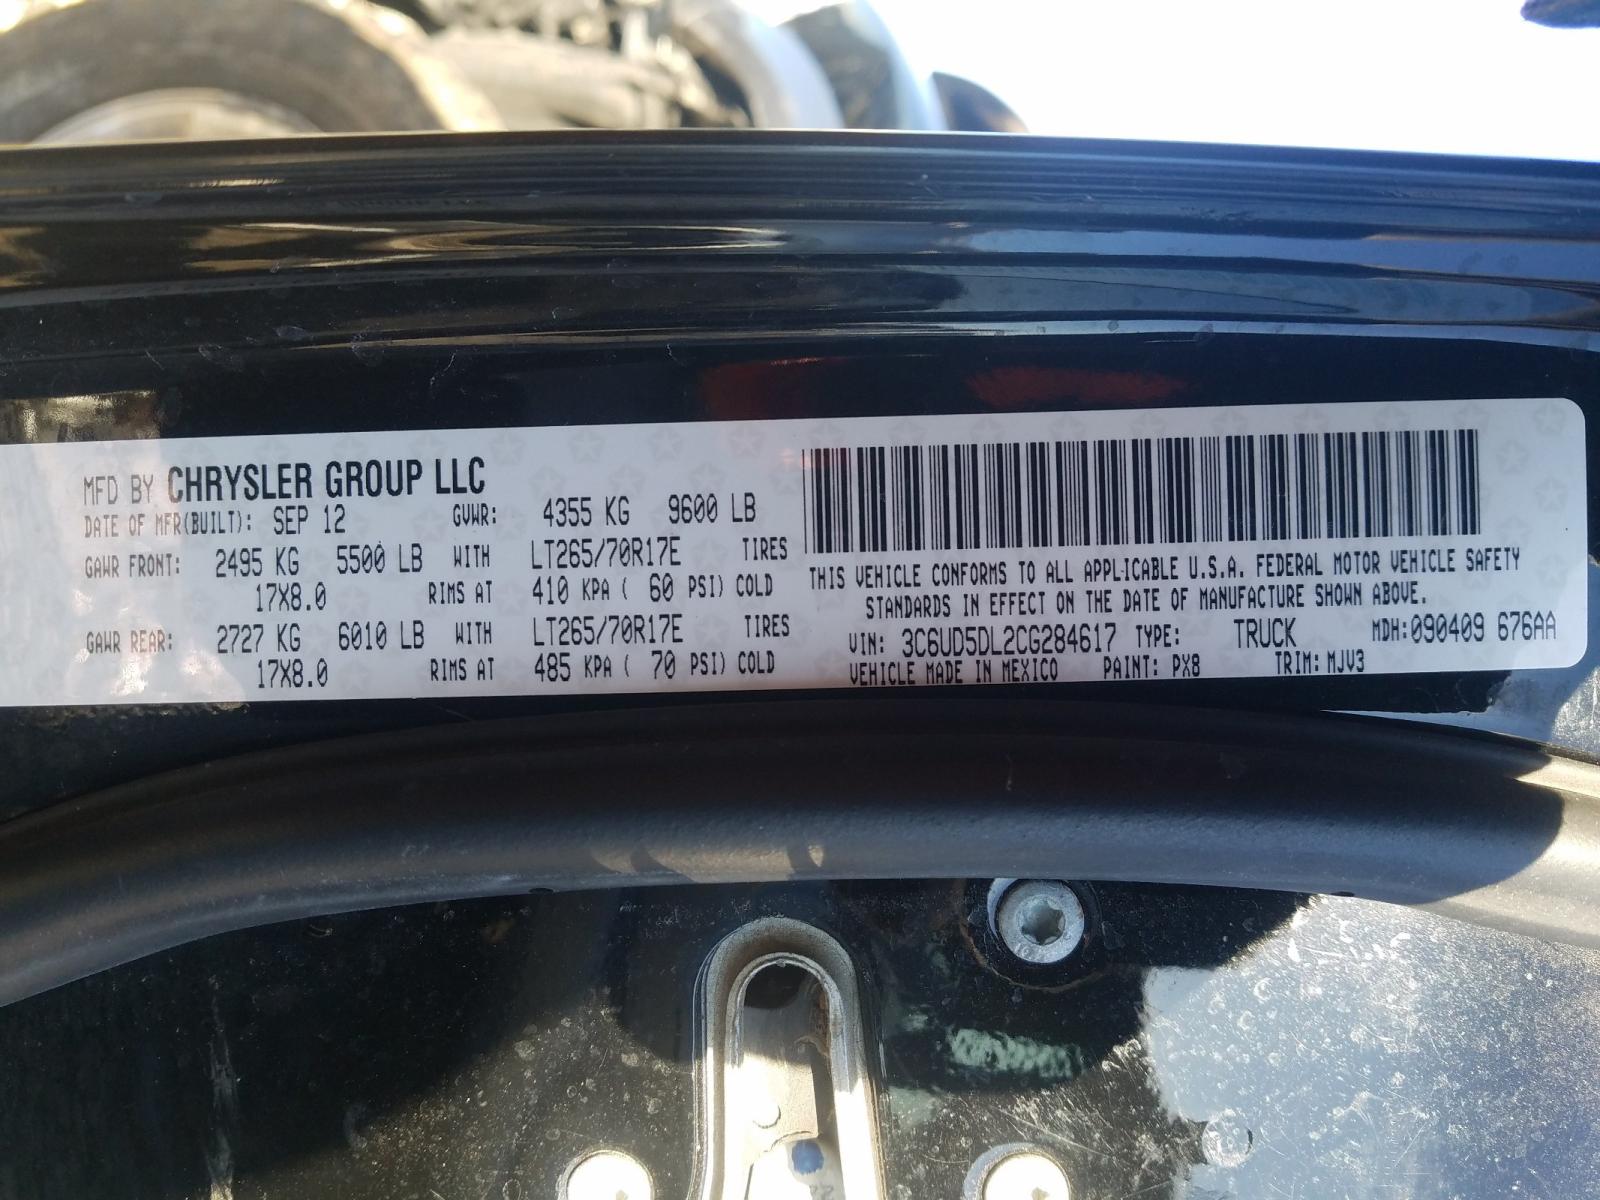 MFD BY CHRYSLER GROUP LLC
DATE OF MFR(BUILT): SEP 12 GVWR: 4355 KG 9600 LB
GAWR FRONT: 2495 KG 5500 LB WITH LT265/70R17E TIRES
17X8.0 RIMS AT 410 KPA ( 60 PSI) COLD
GAWR REAR: 2727 KG 6010 LB WITH LT265/70R17E TIRES
17X8.0 RIMS AT 485 KPA ( 70 PSI) COLD
THIS VEHICLE CONFORMS TO ALL APPLICABLE U.S.A. FEDERAL MOTOR VEHICLE SAFETY
STANDARDS IN EFFECT ON THE DATE OF MANUFACTURE SHOWN ABOVE.
VIN: 3C6UD5DL2CG284617 TYPE: TRUCK MDH:090409 676AA
VEHICLE MADE IN MEXICO PAINT: PX8 TRIM: MJV3